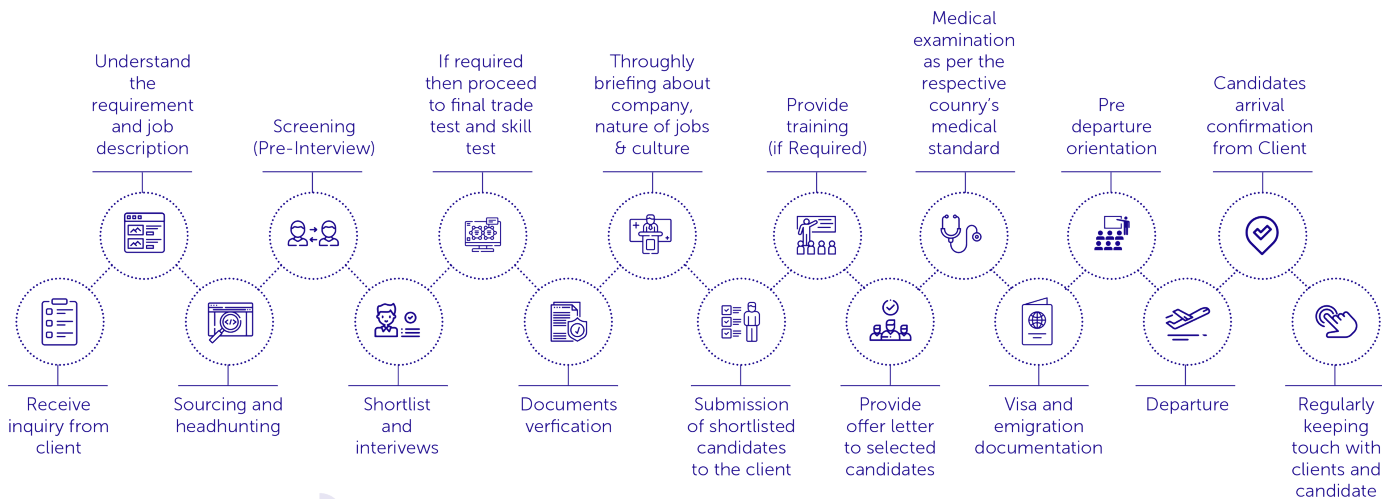 Receive
inquiry from
client
Understand
the
requirement
and job
description
Sourcing and
headhunting
Screening
(Pre-Interview)
Shortlist
and
interivews
If required
then proceed
to final trade
test and skill
test
Documents
verfication
Throughly
briefing about
company,
nature of jobs
& culture
Submission
of shortlisted
candidates
to the client
Provide
training
(if Required)
Provide
offer letter
to selected
candidates
Medical
examination
as per the
respective
counry's
medical
standard
Visa and
emigration
documentation
Pre
departure
orientation
Departure
Candidates
arrival
confirmation
from Client
Regularly
keeping
touch with
clients and
candidate